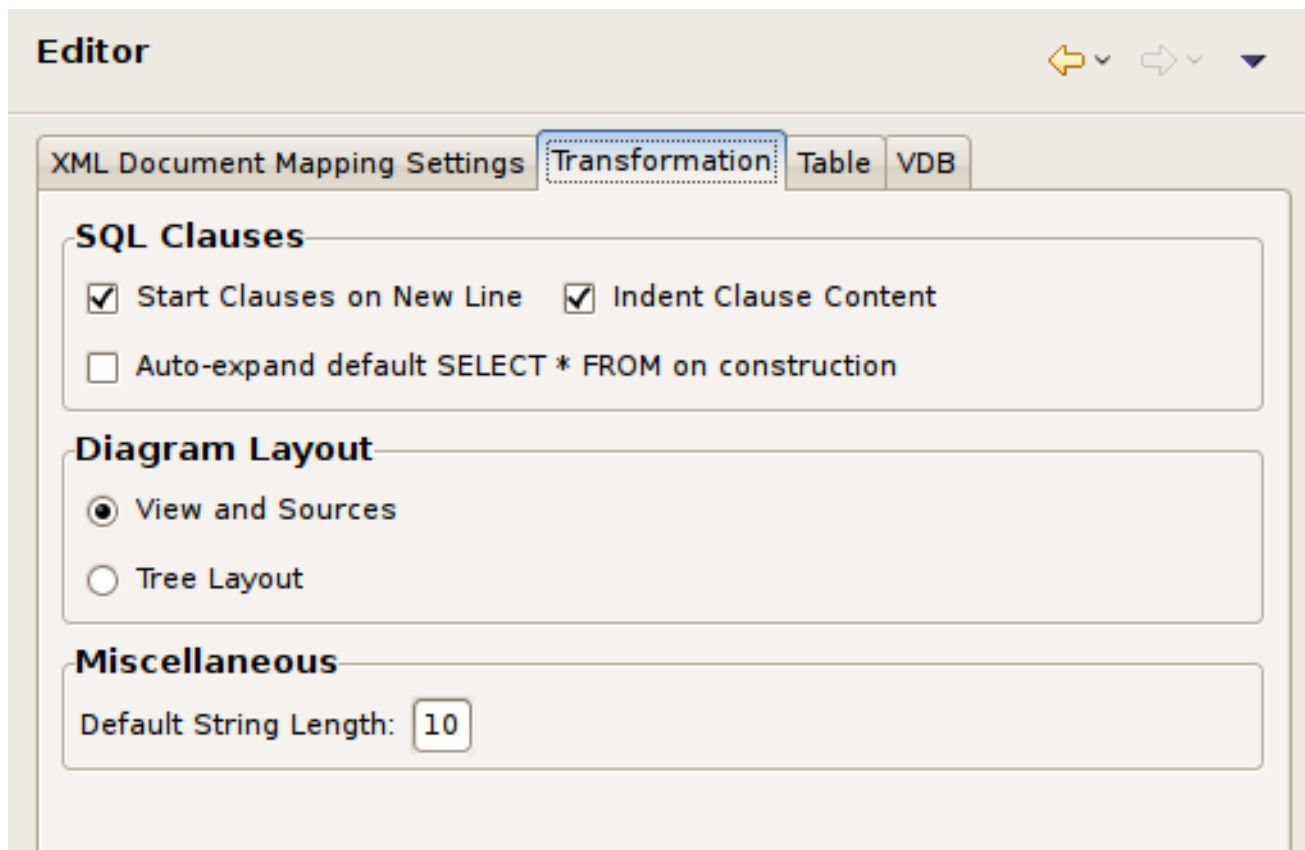 Editor
XML Document Mapping Settings Transformation Table VDB
SQL Clauses
Start Clauses on New Line Indent Clause Content
Auto-expand default SELECT * FROM on construction
Diagram Layout
View and Sources
Tree Layout
Miscellaneous
Default String Length: 10